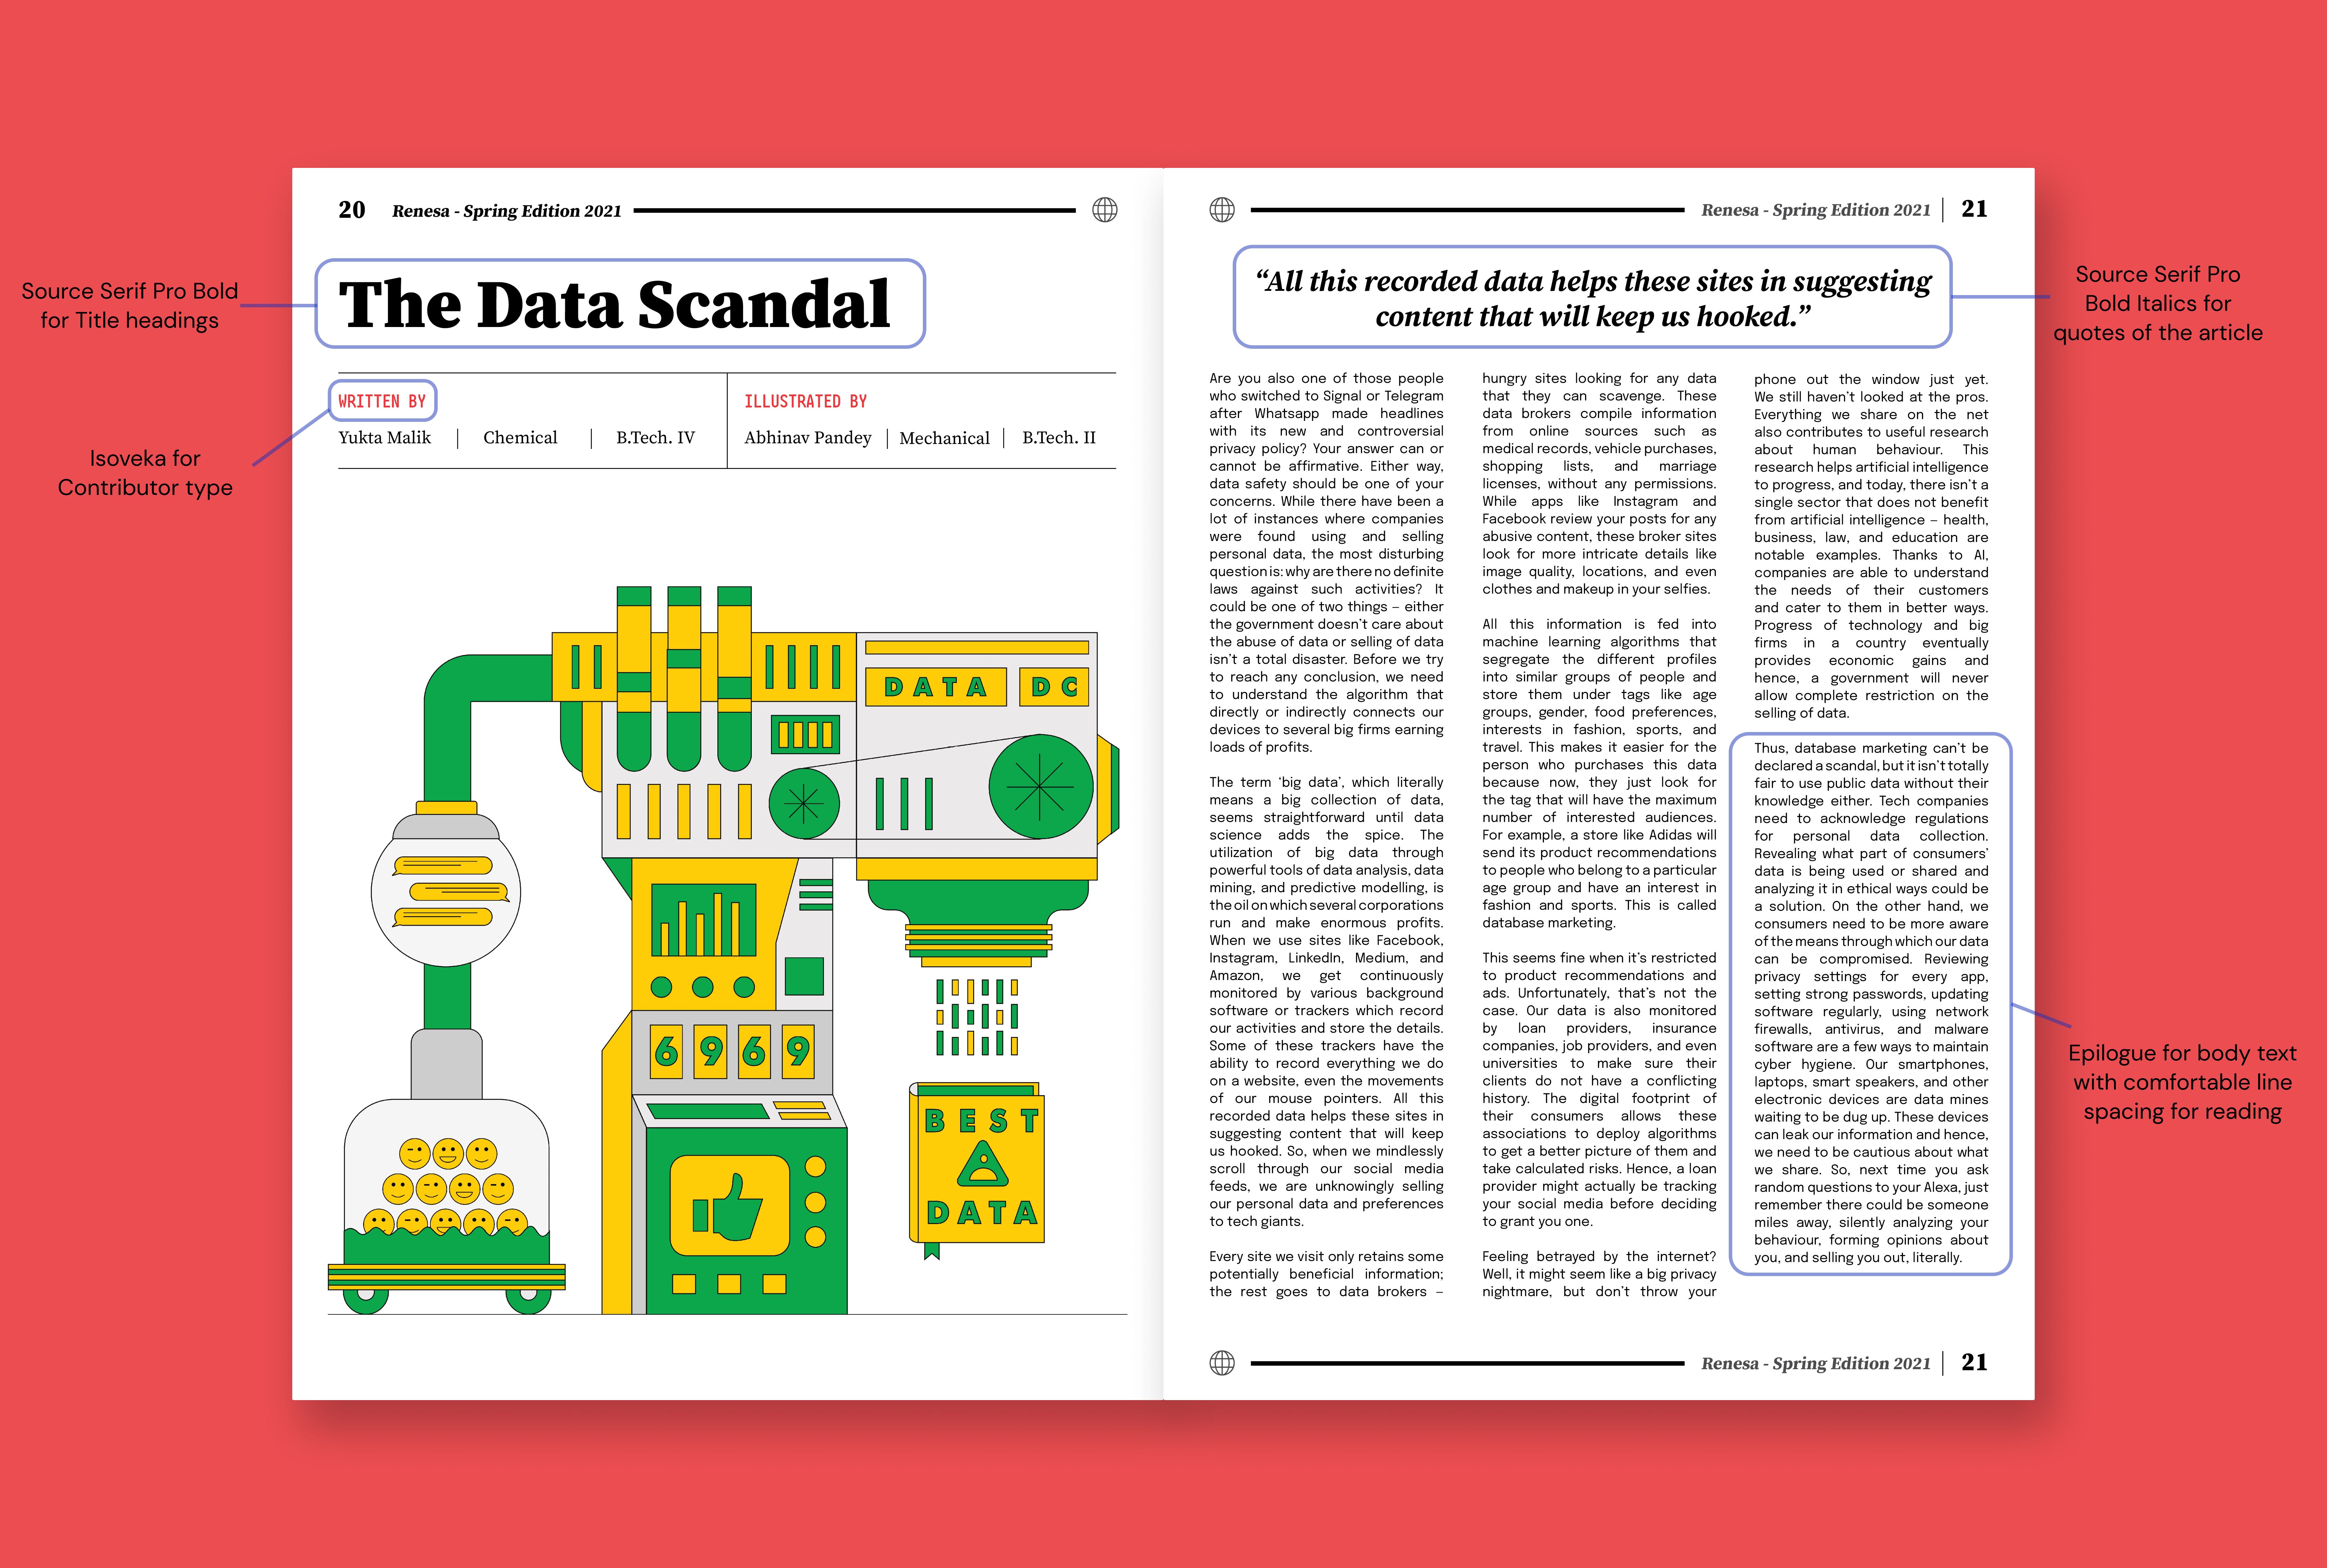 20 Renesa - Spring Edition 2021
The Data Scandal
WRITTEN BY
Yukta Malik | Chemical | B.Tech. IV
ILLUSTRATED BY
Abhinav Pandey | Mechanical | B.Tech. II
Source Serif Pro Bold
for Title headings
Isoveka for
Contributor type
DATA DC
6 9 6 9
BEST
DATA
Renesa - Spring Edition 2021 | 21
“All this recorded data helps these sites in suggesting
content that will keep us hooked.”
Source Serif Pro
Bold Italics for
quotes of the article
Are you also one of those people
who switched to Signal or Telegram
after Whatsapp made headlines
with its new and controversial
privacy policy? Your answer can or
cannot be affirmative. Either way,
data safety should be one of your
concerns. While there have been a
lot of instances where companies
were found using and selling
personal data, the most disturbing
question is: why are there no definite
laws against such activities? It
could be one of two things – either
the government doesn’t care about
the abuse of data or selling of data
isn’t a total disaster. Before we try
to reach any conclusion, we need
to understand the algorithm that
directly or indirectly connects our
devices to several big firms earning
loads of profits.
The term ‘big data’, which literally
means a big collection of data,
seems straightforward until data
science adds the spice. The
utilization of big data through
powerful tools of data analysis, data
mining, and predictive modelling, is
the oil on which several corporations
run and make enormous profits.
When we use sites like Facebook,
Instagram, LinkedIn, Medium, and
Amazon, we get continuously
monitored by various background
software or trackers which record
our activities and store the details.
Some of these trackers have the
ability to record everything we do
on a website, even the movements
of our mouse pointers. All this
recorded data helps these sites in
suggesting content that will keep
us hooked. So, when we mindlessly
scroll through our social media
feeds, we are unknowingly selling
our personal data and preferences
to tech giants.
Every site we visit only retains some
potentially beneficial information;
the rest goes to data brokers –
hungry sites looking for any data
that they can scavenge. These
data brokers compile information
from online sources such as
medical records, vehicle purchases,
shopping lists, and marriage
licenses, without any permissions.
While apps like Instagram and
Facebook review your posts for any
abusive content, these broker sites
look for more intricate details like
image quality, locations, and even
clothes and makeup in your selfies.
All this information is fed into
machine learning algorithms that
segregate the different profiles
into similar groups of people and
store them under tags like age
groups, gender, food preferences,
interests in fashion, sports, and
travel. This makes it easier for the
person who purchases this data
because now, they just look for
the tag that will have the maximum
number of interested audiences.
For example, a store like Adidas will
send its product recommendations
to people who belong to a particular
age group and have an interest in
fashion and sports. This is called
database marketing.
This seems fine when it’s restricted
to product recommendations and
ads. Unfortunately, that’s not the
case. Our data is also monitored
by loan providers, insurance
companies, job providers, and even
universities to make sure their
clients do not have a conflicting
history. The digital footprint of
their consumers allows these
associations to deploy algorithms
to get a better picture of them and
take calculated risks. Hence, a loan
provider might actually be tracking
your social media before deciding
to grant you one.
Feeling betrayed by the internet?
Well, it might seem like a big privacy
nightmare, but don’t throw your
phone out the window just yet.
We still haven’t looked at the pros.
Everything we share on the net
also contributes to useful research
about human behaviour. This
research helps artificial intelligence
to progress, and today, there isn’t a
single sector that does not benefit
from artificial intelligence – health,
business, law, and education are
notable examples. Thanks to AI,
companies are able to understand
the needs of their customers
and cater to them in better ways.
Progress of technology and big
firms in a country eventually
provides economic gains and
hence, a government will never
allow complete restriction on the
selling of data.
Thus, database marketing can’t be
declared a scandal, but it isn’t totally
fair to use public data without their
knowledge either. Tech companies
need to acknowledge regulations
for personal data collection.
Revealing what part of consumers’
data is being used or shared and
analyzing it in ethical ways could be
a solution. On the other hand, we
consumers need to be more aware
of the means through which our data
can be compromised. Reviewing
privacy settings for every app,
setting strong passwords, updating
software regularly, using network
firewalls, antivirus, and malware
software are a few ways to maintain
cyber hygiene. Our smartphones,
laptops, smart speakers, and other
electronic devices are data mines
waiting to be dug up. These devices
can leak our information and hence,
we need to be cautious about what
we share. So, next time you ask
random questions to your Alexa, just
remember there could be someone
miles away, silently analyzing your
behaviour, forming opinions about
you, and selling you out, literally.
Epilogue for body text
with comfortable line
spacing for reading
Renesa - Spring Edition 2021 | 21